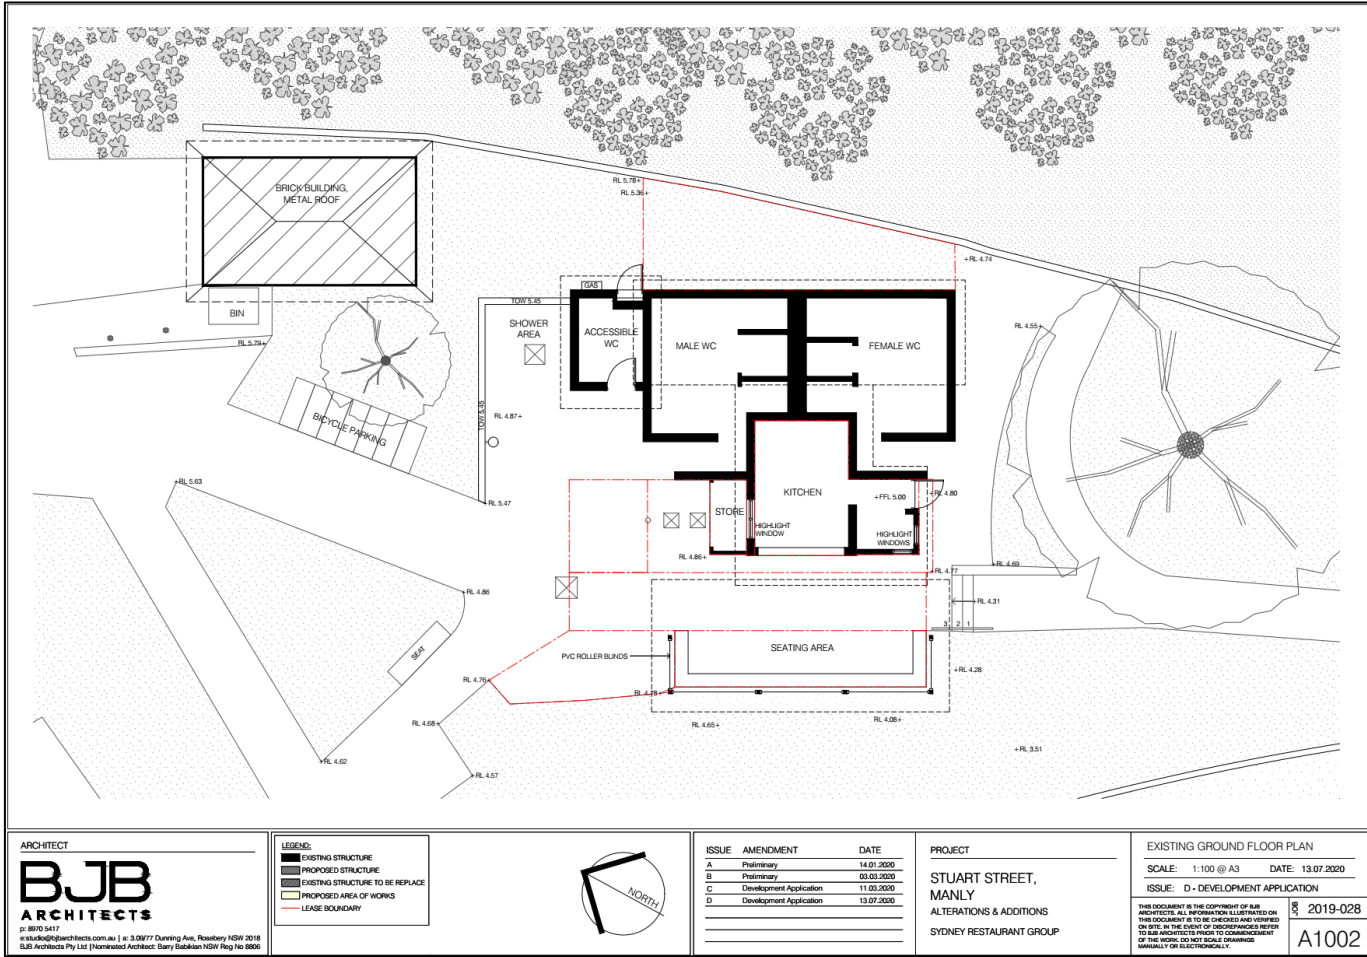 RL 5.78+
RL 5.36+
BRICK BUILDING,
METAL ROOF
+RL 4.74
GAS
BIN
TOW 5.45
SHOWER
AREA
ACCESSIBLE
WC
MALE WC
FEMALE WC
RL 4.55+
RL 5.79+
BICYCLE PARKING
TOW 5.45
RL 4.87+
+RL 5.63
+RL 5.47
KITCHEN
+FFL 5.00
+RL 4.80
STORE
HIGHLIGHT
WINDOW
HIGHLIGHT
WINDOWS
RL 4.86+
+RL 4.69
+RL 4.77
+RL 4.86
+RL 4.31
3 2 1
SEAT
PVC ROLLER BLINDS
SEATING AREA
+RL 4.28
RL 4.76+
RL 4.78+
RL 4.68+
RL 4.65+
RL 4.08+
+RL 3.51
+RL 4.62
+RL 4.57
ARCHITECT
BJB
ARCHITECTS
p: 8970 5417
e:studio@bjbarchitects.com.au | a: 3.09/77 Dunning Ave, Rosebery NSW 2018
BJB Architects Pty Ltd | Nominated Architect: Barry Babikian NSW Reg No 8806
LEGEND:
EXISTING STRUCTURE
PROPOSED STRUCTURE
EXISTING STRUCTURE TO BE REPLACE
PROPOSED AREA OF WORKS
LEASE BOUNDARY
NORTH
ISSUE AMENDMENT DATE
A Preliminary 14.01.2020
B Preliminary 03.03.2020
C Development Application 11.03.2020
D Development Application 13.07.2020
PROJECT
STUART STREET,
MANLY
ALTERATIONS & ADDITIONS
SYDNEY RESTAURANT GROUP
EXISTING GROUND FLOOR PLAN
SCALE: 1:100 @ A3 DATE: 13.07.2020
ISSUE: D - DEVELOPMENT APPLICATION
THIS DOCUMENT IS THE COPYRIGHT OF BJB
ARCHITECTS. ALL INFORMATION ILLUSTRATED ON
THIS DOCUMENT IS TO BE CHECKED AND VERIFIED
ON SITE. IN THE EVENT OF DISCREPANCIES REFER
TO BJB ARCHITECTS PRIOR TO COMMENCEMENT
OF THE WORK. DO NOT SCALE DRAWINGS
MANUALLY OR ELECTRONICALLY.
JOB 2019-028
A1002